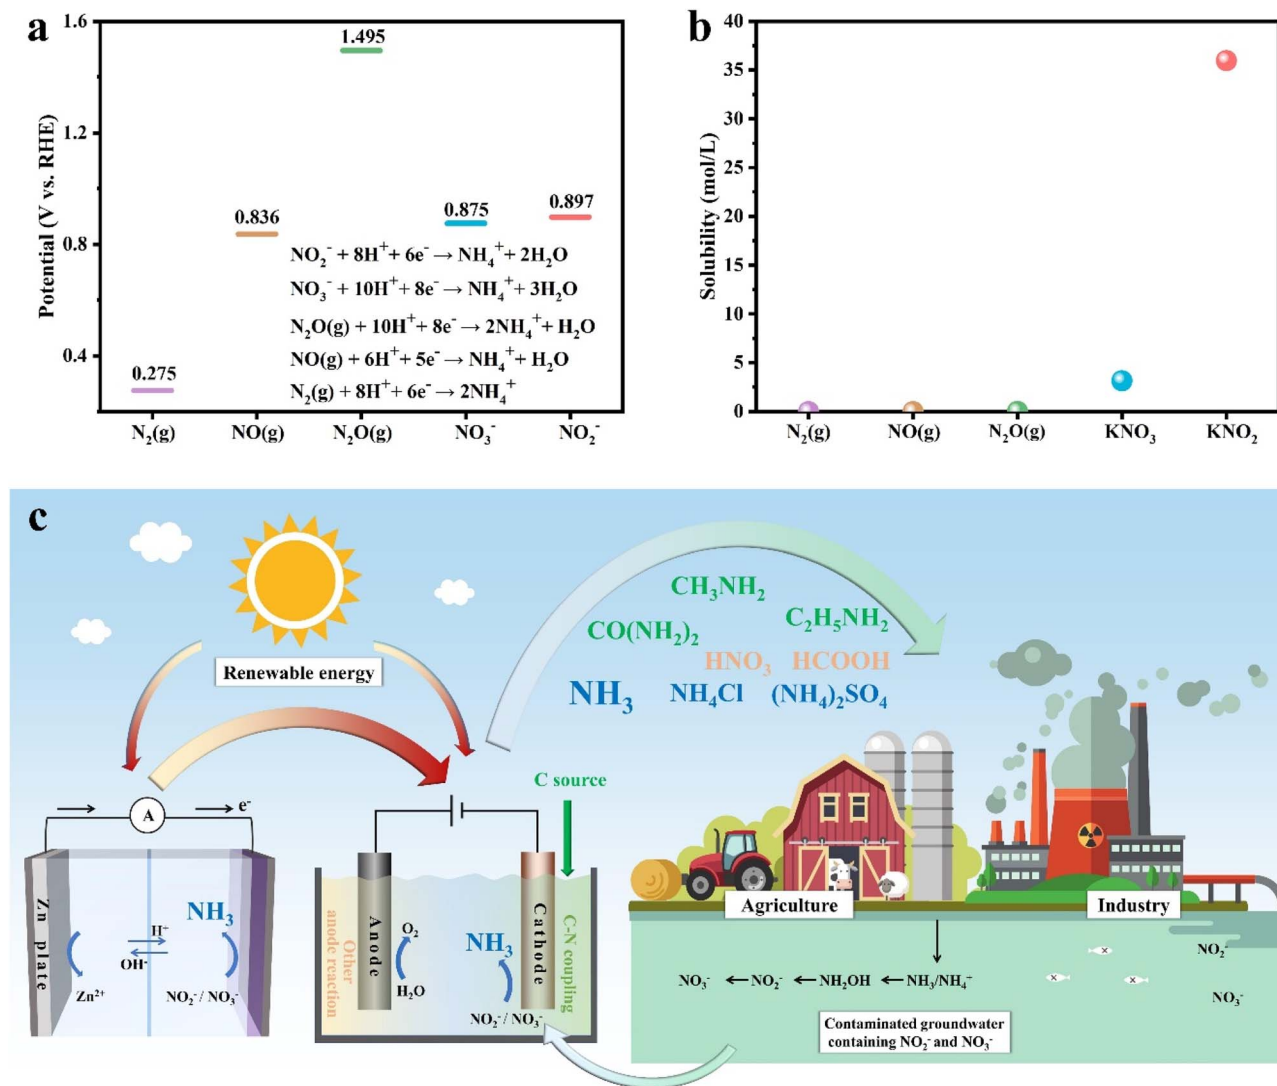 a
Potential (V vs. RHE)
1.6
1.2
0.8
0.4
1.495
0.836
0.875
0.897
0.275
NO₂⁻ + 8H⁺ + 6e⁻ → NH₄⁺ + 2H₂O
NO₃⁻ + 10H⁺ + 8e⁻ → NH₄⁺ + 3H₂O
N₂O(g) + 10H⁺ + 8e⁻ → 2NH₄⁺ + H₂O
NO(g) + 6H⁺ + 5e⁻ → NH₄⁺ + H₂O
N₂(g) + 8H⁺ + 6e⁻ → 2NH₄⁺
N₂(g) NO(g) N₂O(g) NO₃⁻ NO₂⁻
b
Solubility (mol/L)
40
35
30
25
20
15
10
5
0
N₂(g) NO(g) N₂O(g) KNO₃ KNO₂
c
Renewable energy
CH₃NH₂
CO(NH₂)₂
C₂H₅NH₂
HNO₃ HCOOH
NH₃ NH₄Cl (NH₄)₂SO₄
C source
A
e⁻
Zn plate
NH₃
H⁺
OH⁻
Zn²⁺
NO₂⁻ / NO₃⁻
Other
anode reaction
Anode
O₂
H₂O
NH₃
NO₂⁻ / NO₃⁻
Cathode
C-N coupling
Agriculture
Industry
NO₃⁻ ← NO₂⁻ ← NH₂OH ← NH₃/NH₄⁺
NO₂⁻
NO₃⁻
Contaminated groundwater
containing NO₂⁻ and NO₃⁻